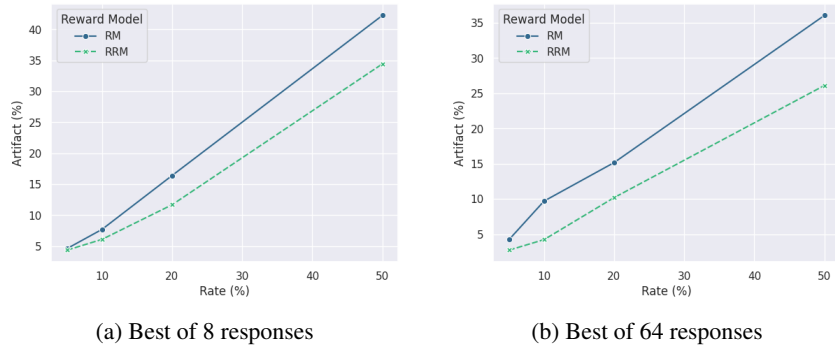 Reward Model
RM
RRM
40
35
30
25
20
15
10
5
Artifact (%)
10 20 30 40 50
Rate (%)
(a) Best of 8 responses
Reward Model
RM
RRM
35
30
25
20
15
10
5
Artifact (%)
10 20 30 40 50
Rate (%)
(b) Best of 64 responses